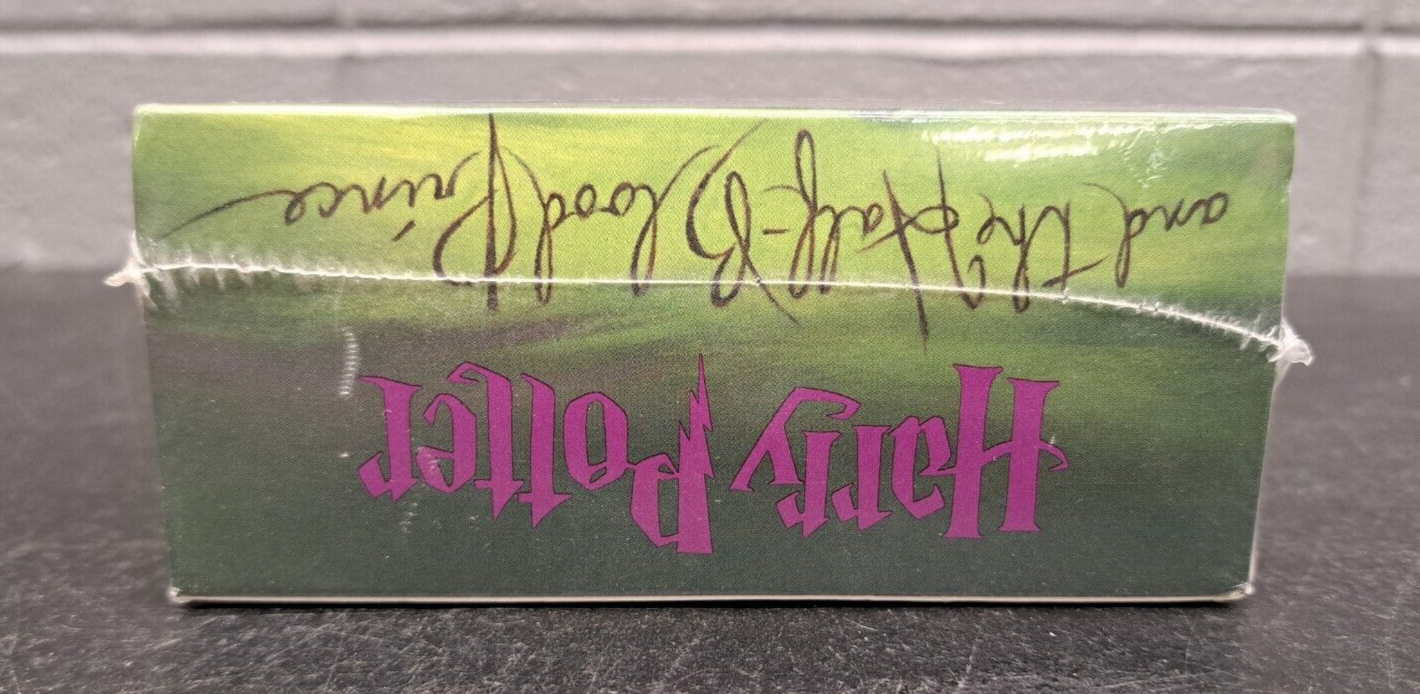 Harry Potter
and the Half-Blood Prince